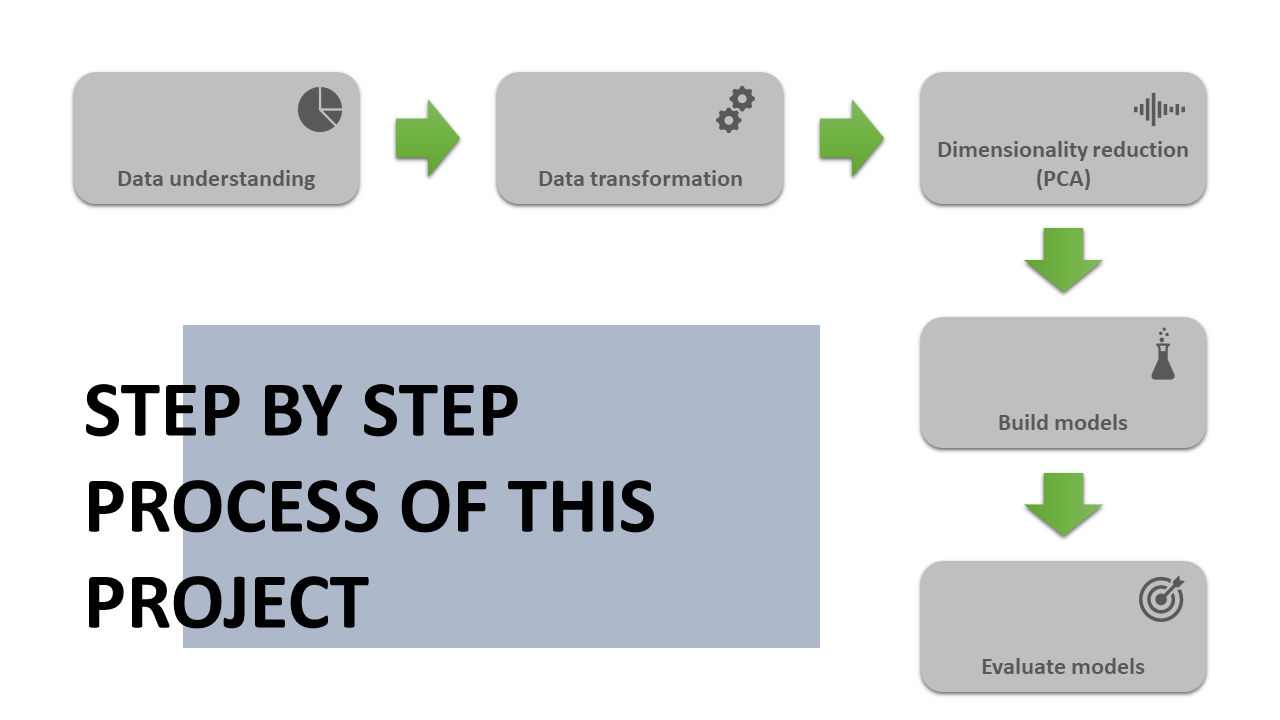 Data understanding
Data transformation
Dimensionality reduction
(PCA)
Build models
Evaluate models
STEP BY STEP
PROCESS OF THIS
PROJECT